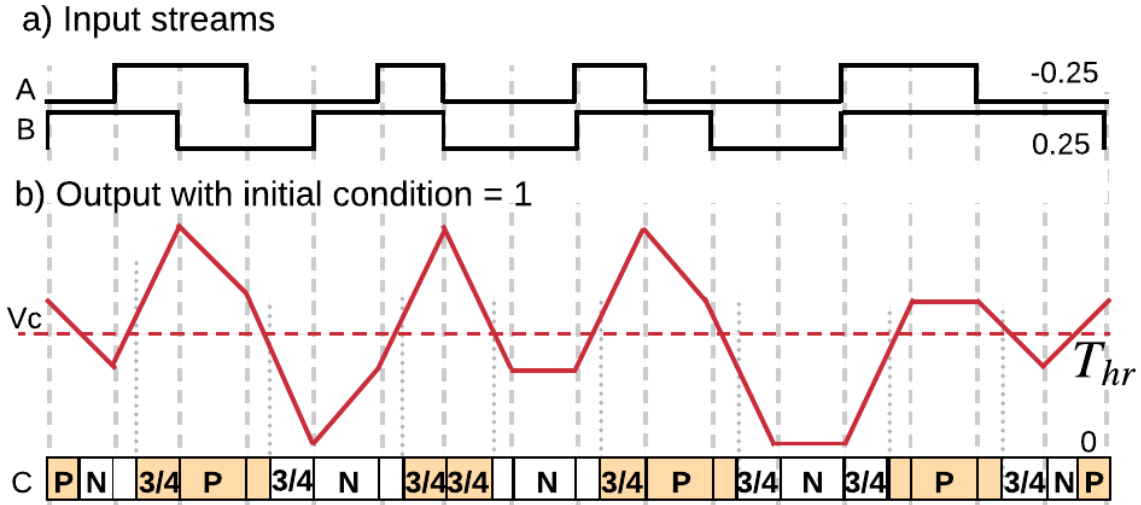 a) Input streams
A
-0.25
B
0.25
b) Output with initial condition = 1
Vc
Thr
0
C P N 3/4 P 3/4 N 3/4 3/4 N 3/4 P 3/4 N 3/4 P 3/4 N P